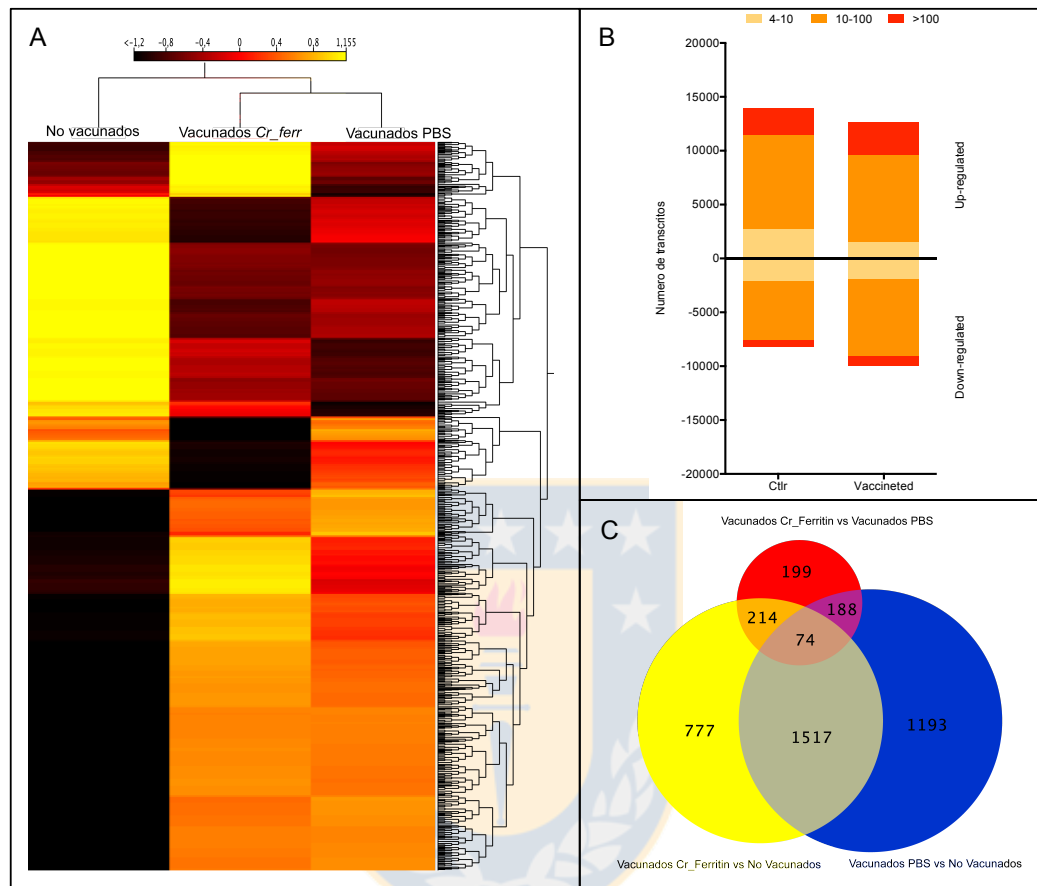 A
<-1,2 -0,8 -0,4 0 0,4 0,8 1,155
No vacunados Vacunados Cr_ferr Vacunados PBS
B
4-10 10-100 >100
20000
15000
10000
5000
0
-5000
-10000
-15000
-20000
Numero de transcritos
Up-regulated
Down-regulated
Ctlr Vaccineted
C
Vacunados Cr_Ferritin vs Vacunados PBS
199
214 188
74
777 1517 1193
Vacunados Cr_Ferritin vs No Vacunados Vacunados PBS vs No Vacunados